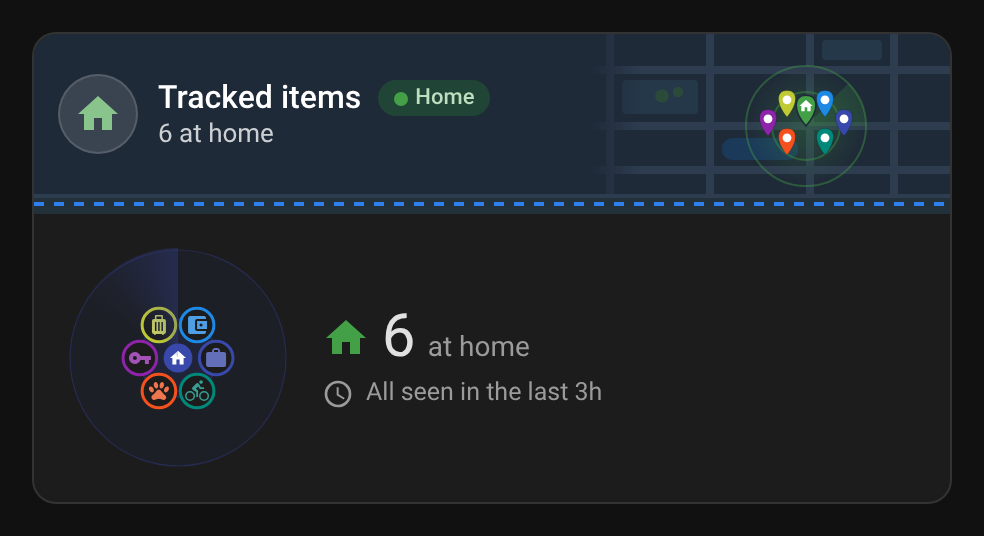 Tracked items
Home
6 at home
6 at home
All seen in the last 3h